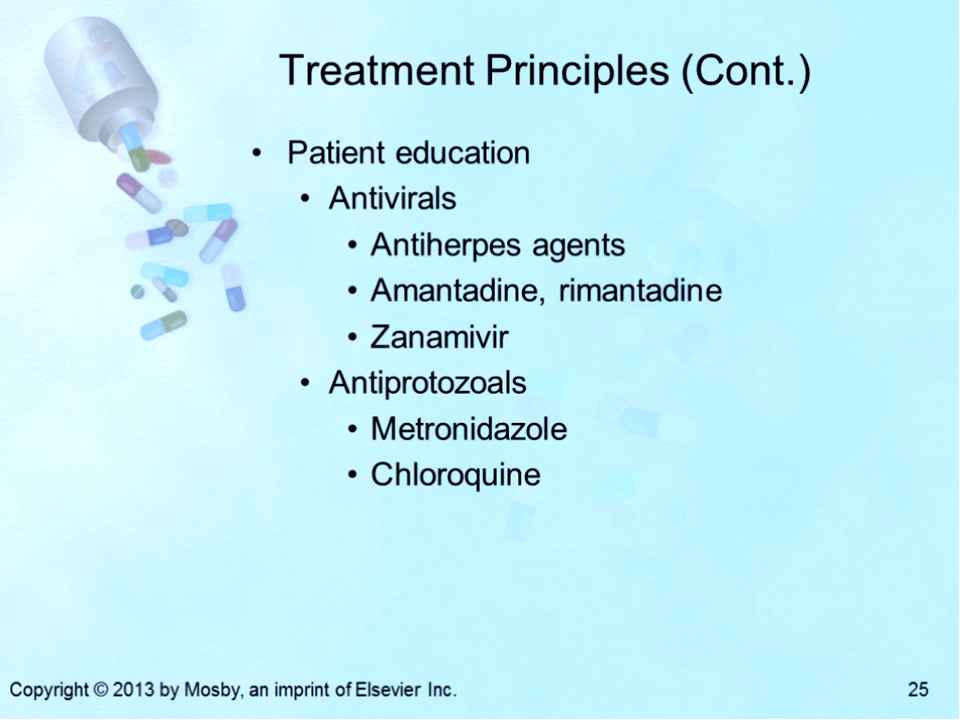 Treatment Principles (Cont.)
• Patient education
• Antivirals
• Antiherpes agents
• Amantadine, rimantadine
• Zanamivir
• Antiprotozoals
• Metronidazole
• Chloroquine
Copyright © 2013 by Mosby, an imprint of Elsevier Inc.
25